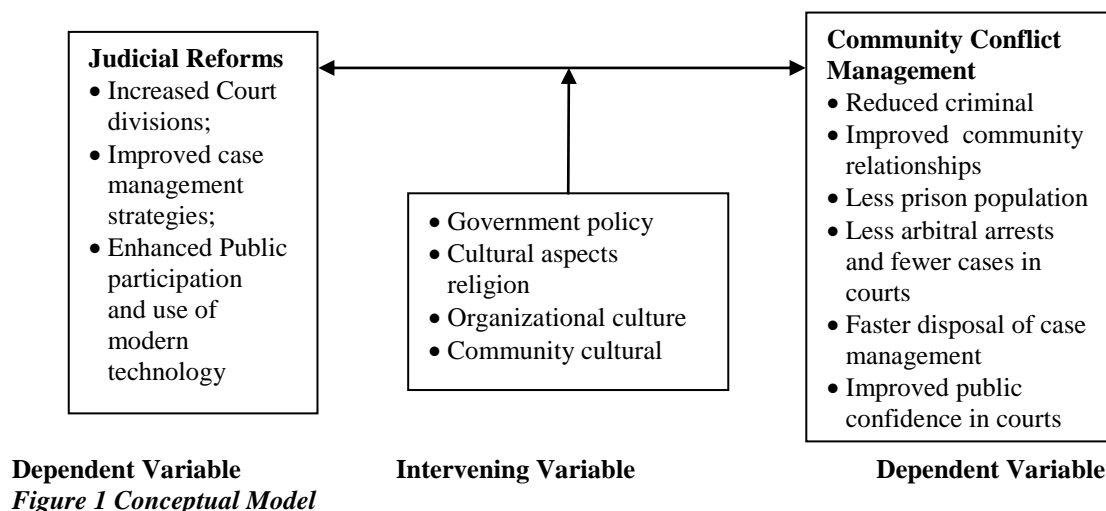 Judicial Reforms
• Increased Court
divisions;
• Improved case
management
strategies;
• Enhanced Public
participation
and use of
modern
technology
• Government policy
• Cultural aspects
religion
• Organizational culture
• Community cultural
Community Conflict
Management
• Reduced criminal
• Improved community
relationships
• Less prison population
• Less arbitral arrests
and fewer cases in
courts
• Faster disposal of case
management
• Improved public
confidence in courts
Dependent Variable
Intervening Variable
Dependent Variable
Figure 1 Conceptual Model